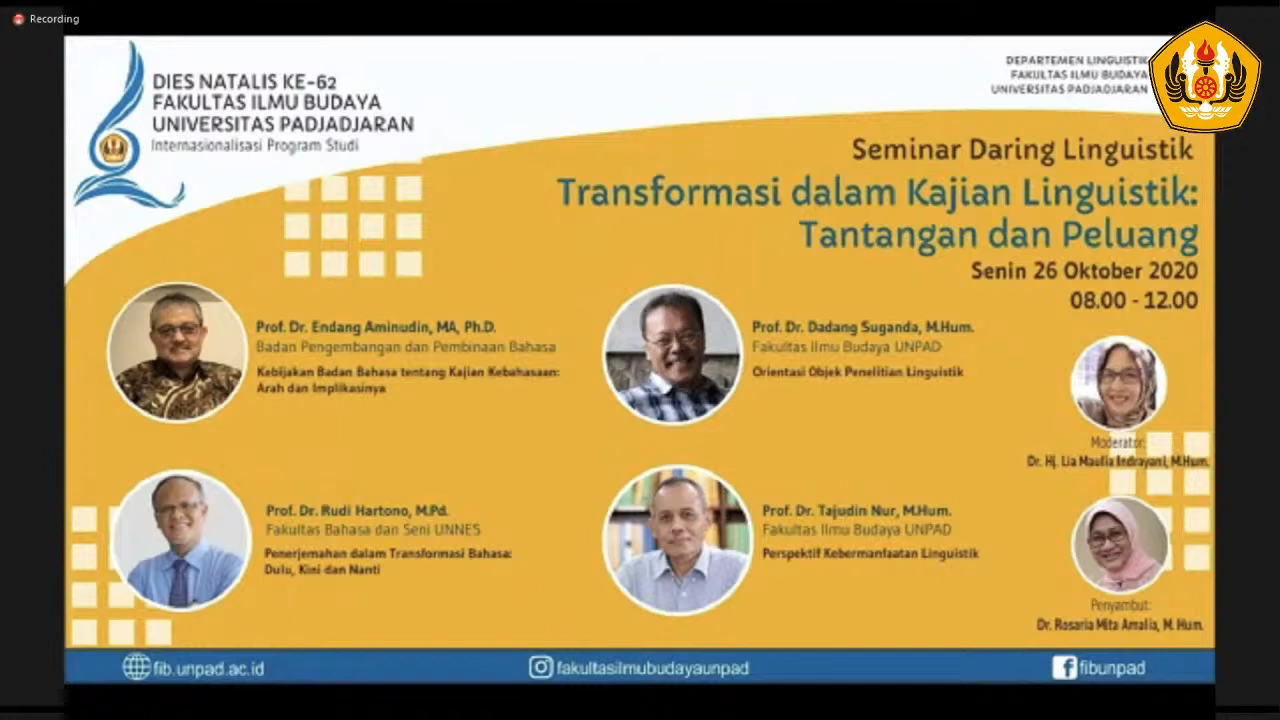 Recording
DIES NATALIS KE-62
FAKULTAS ILMU BUDAYA
UNIVERSITAS PADJADJARAN
Internasionalisasi Program Studi
DEPARTEMEN LINGUISTIK
FAKULTAS ILMU BUDAYA
UNIVERSITAS PADJADJARAN
Seminar Daring Linguistik
Transformasi dalam Kajian Linguistik:
Tantangan dan Peluang
Senin 26 Oktober 2020
08.00 - 12.00
Prof. Dr. Endang Aminudin, MA, Ph.D.
Badan Pengembangan dan Pembinaan Bahasa
Kebijakan Badan Bahasa tentang Kajian Kebahasaan:
Arah dan Implikasinya
Prof. Dr. Dadang Suganda, M.Hum.
Fakultas Ilmu Budaya UNPAD
Orientasi Objek Penelitian Linguistik
Moderator:
Dr. Hj. Lia Maulia Indrayani, M.Hum.
Prof. Dr. Rudi Hartono, M.Pd.
Fakultas Bahasa dan Seni UNNES
Penerjemahan dalam Transformasi Bahasa:
Dulu, Kini dan Nanti
Prof. Dr. Tajudin Nur, M.Hum.
Fakultas Ilmu Budaya UNPAD
Perspektif Kebermanfaatan Linguistik
Penyambut:
Dr. Rosaria Mita Amalia, M. Hum.
fib.unpad.ac.id
fakultasilmubudayaunpad
fibunpad